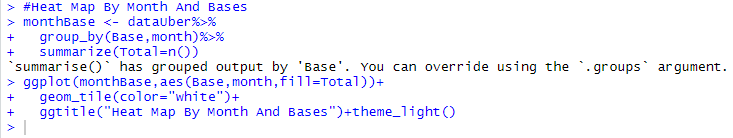 > #Heat Map By Month And Bases
> monthBase <- dataUber%>%
+   group_by(Base,month)%>%
+   summarize(Total=n())
`summarise()` has grouped output by 'Base'. You can override using the `.groups` argument.
> ggplot(monthBase,aes(Base,month,fill=Total))+
+   geom_tile(color="white")+
+   ggtitle("Heat Map By Month And Bases")+theme_light()
>